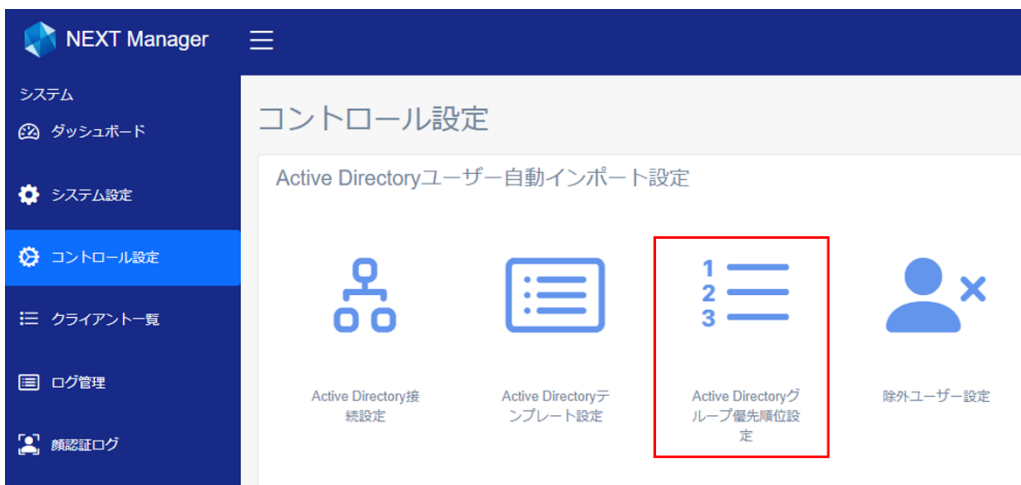 NEXT Manager
システム
ダッシュボード
システム設定
コントロール設定
クライアント一覧
ログ管理
顔認証ログ
コントロール設定
Active Directoryユーザー自動インポート設定
1
2
3
Active Directory接
続設定
Active Directoryテ
ンプレート設定
Active Directoryグ
ループ優先順位設
定
除外ユーザー設定